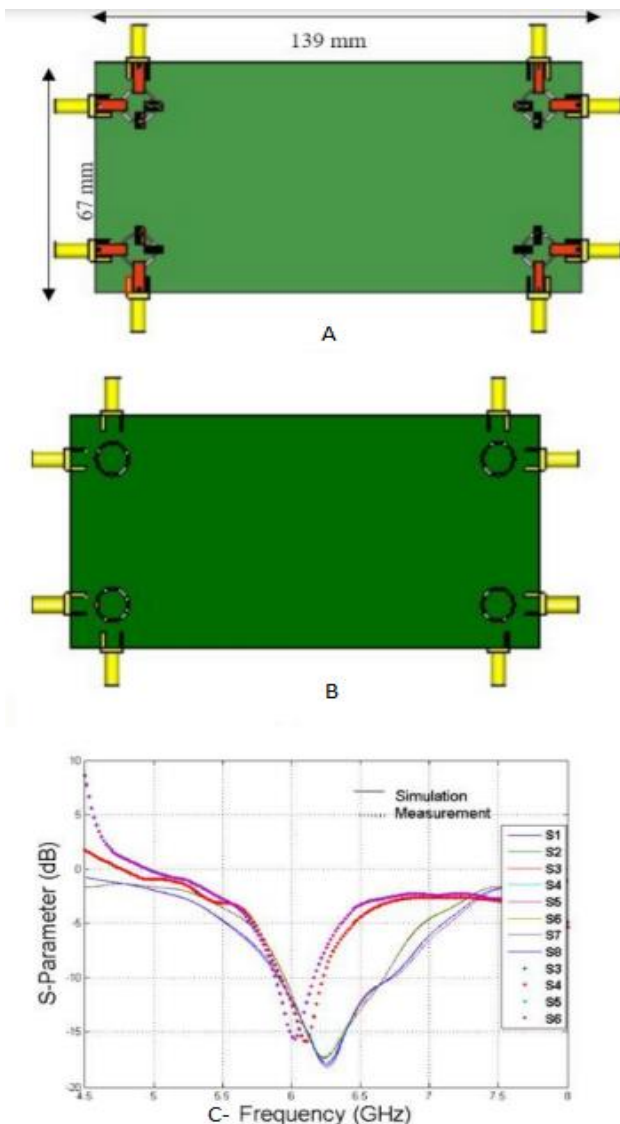 139 mm
67 mm
A
B
S-Parameter (dB)
10
5
0
-5
-10
-15
-20
Simulation
Measurement
S1
S2
S3
S4
S5
S6
S7
S8
S3
S4
S5
S6
4.5
5
5.5
6
6.5
7
7.5
8
C- Frequency (GHz)